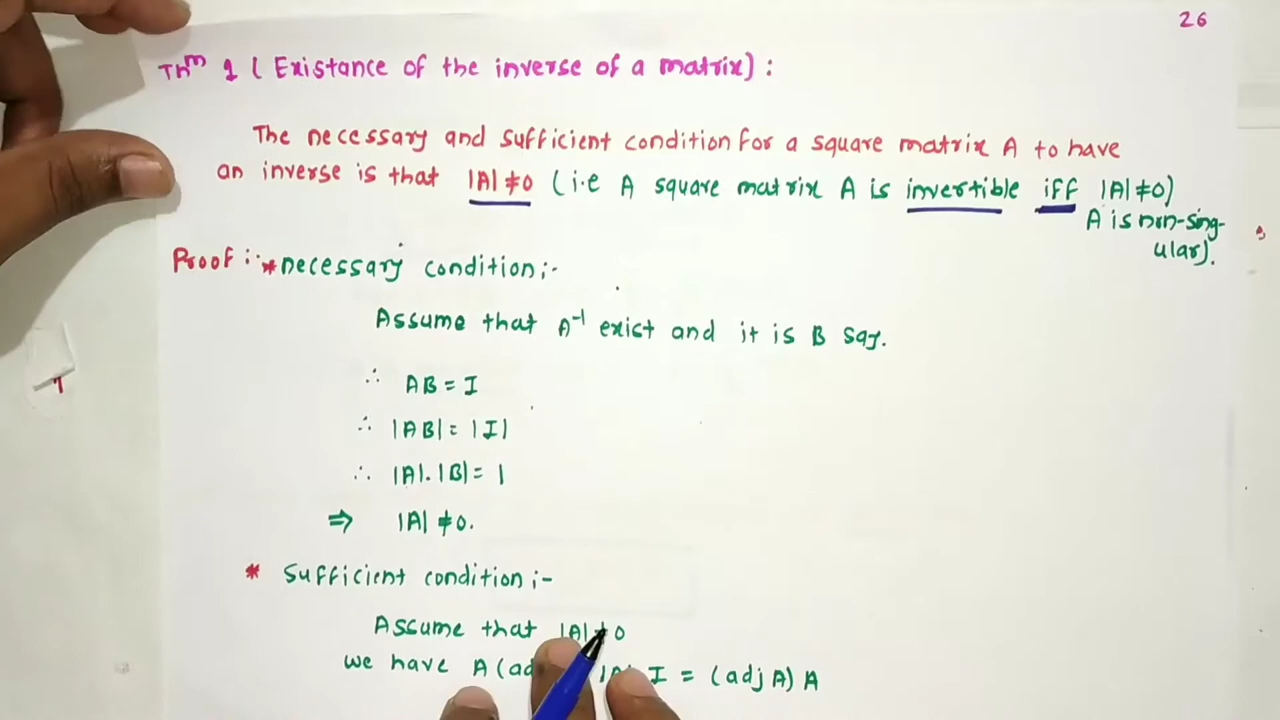 26
Thm 1 (Existance of the inverse of a matrix) :
The necessary and sufficient condition for a square matrix A to have
an inverse is that |A| ≠ 0 (i.e A square matrix A is invertible iff |A| ≠ 0)
A is non-sing-
ular).
Proof :- * necessary condition :-
Assume that A⁻¹ exist and it is B say.
∴ AB = I
∴ |AB| = |I|
∴ |A|. |B| = 1
⇒ |A| ≠ 0.
* Sufficient condition :-
Assume that |A| ≠ 0
we have A (ad I = (adj A) A